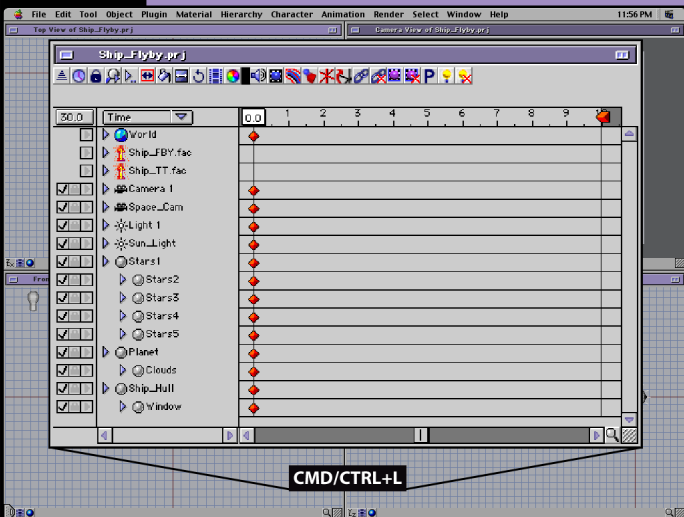 File Edit Tool Object Plugin Material Hierarchy Character Animation Render Select Window Help 11:56 PM
Top View of Ship_Flyby.prj
Camera View of Ship_Flyby.prj
Ship_Flyby.prj
P
30.0 Time 0.0 1 2 3 4 5 6 7 8 9
World
Ship_FBY.fac
Ship_TT.fac
Camera 1
Space_Cam
Light 1
Sun_Light
Stars1
Stars2
Stars3
Stars4
Stars5
Planet
Clouds
Ship_Hull
Window
Fron
CMD/CTRL+L